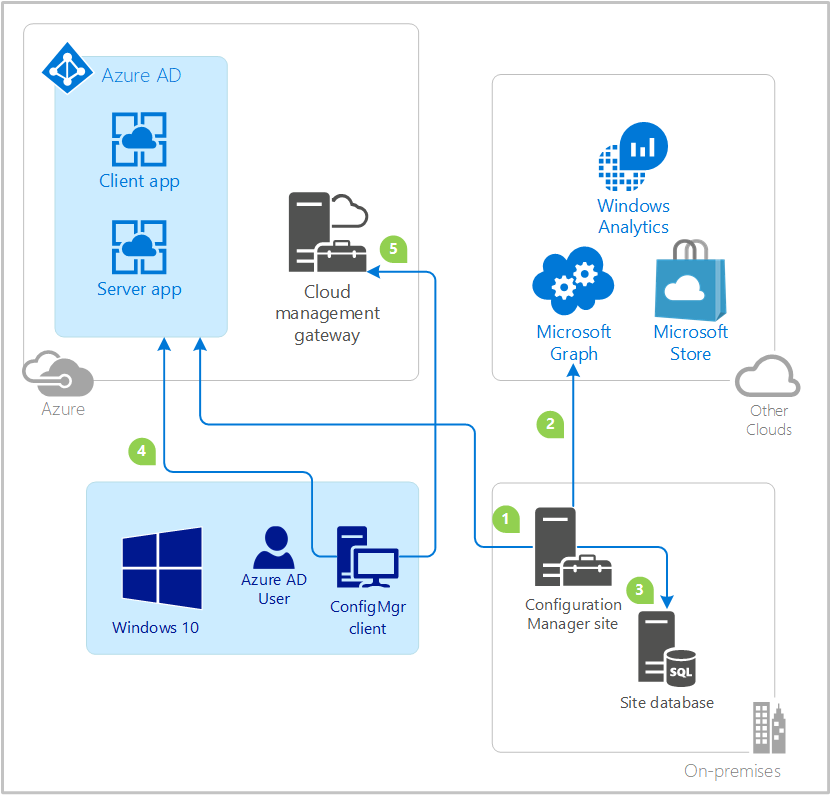 Azure AD
Client app
Server app
5
Cloud
management
gateway
Azure
Windows
Analytics
Microsoft
Graph
Microsoft
Store
Other
Clouds
2
4
1
3
Windows 10
Azure AD
User
ConfigMgr
client
Configuration
Manager site
SQL
Site database
On-premises